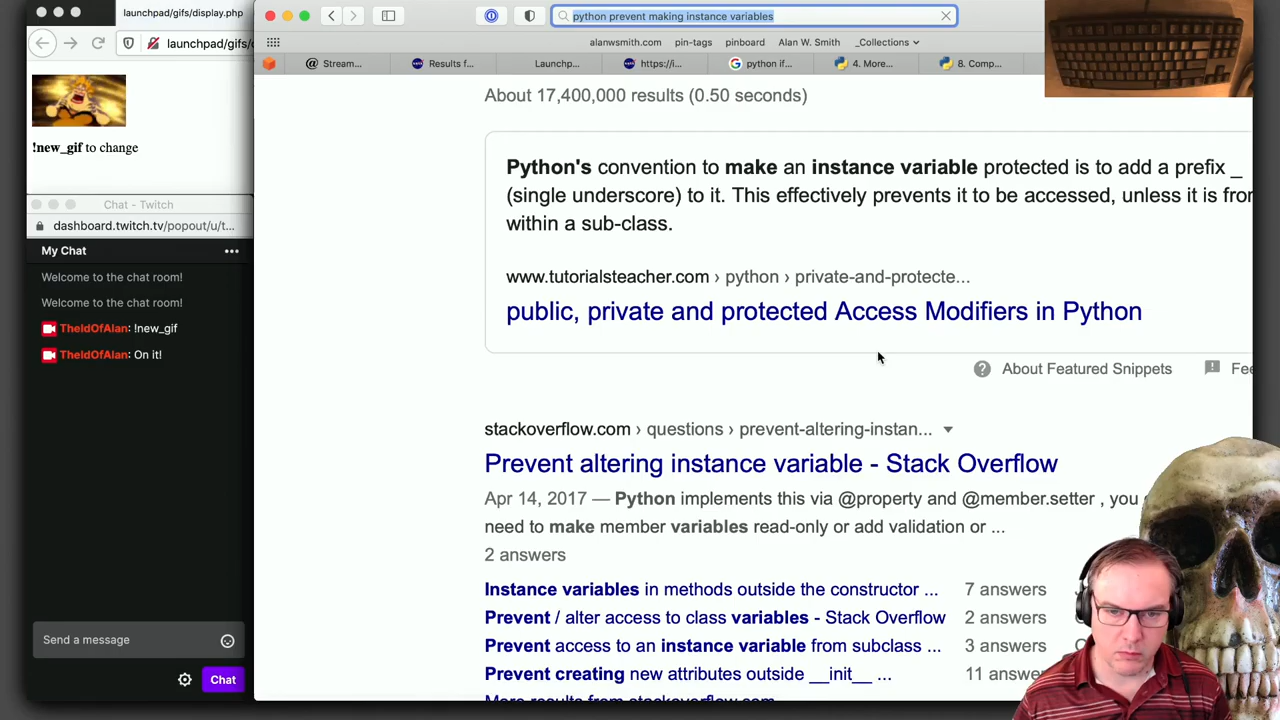 launchpad/gifs/display.php
launchpad/gifs/
!new_gif to change
Chat - Twitch
dashboard.twitch.tv/popout/u/t...
My Chat
Welcome to the chat room!
Welcome to the chat room!
TheIdOfAlan: !new_gif
TheIdOfAlan: On it!
Send a message
Chat
python prevent making instance variables
alanwsmith.com pin-tags pinboard Alan W. Smith _Collections
Stream... Results f... Launchp... https://i... python if... 4. More... 8. Comp...
About 17,400,000 results (0.50 seconds)
Python's convention to make an instance variable protected is to add a prefix _
(single underscore) to it. This effectively prevents it to be accessed, unless it is
within a sub-class.
www.tutorialsteacher.com › python › private-and-protecte...
public, private and protected Access Modifiers in Python
About Featured Snippets
stackoverflow.com › questions › prevent-altering-instan...
Prevent altering instance variable - Stack Overflow
Apr 14, 2017 — Python implements this via @property and @member.setter , you
need to make member variables read-only or add validation or ...
2 answers
Instance variables in methods outside the constructor ... 7 answers
Prevent / alter access to class variables - Stack Overflow 2 answers
Prevent access to an instance variable from subclass ... 3 answers
Prevent creating new attributes outside __init__ ... 11
More results from stackoverflow.com